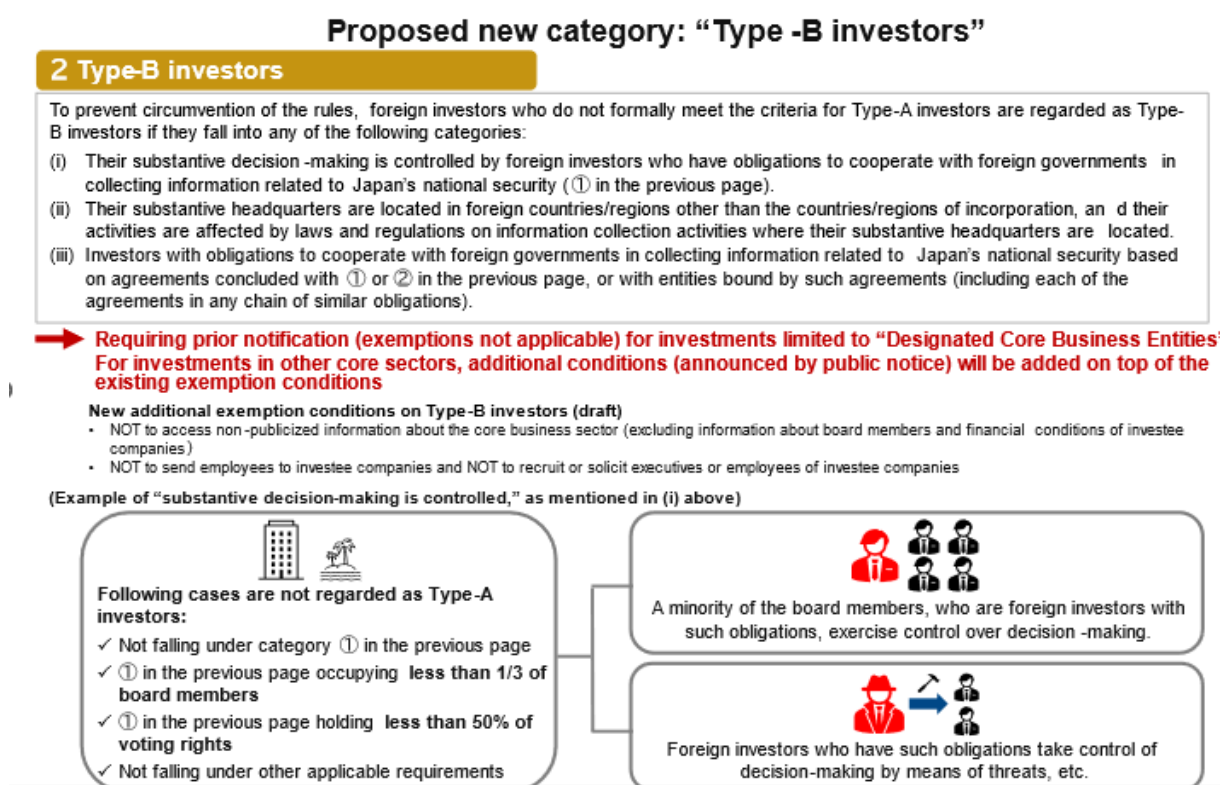 Proposed new category: “Type -B investors”
2 Type-B investors
To prevent circumvention of the rules, foreign investors who do not formally meet the criteria for Type-A investors are regarded as Type-
B investors if they fall into any of the following categories:
(i) Their substantive decision -making is controlled by foreign investors who have obligations to cooperate with foreign governments in
collecting information related to Japan’s national security (① in the previous page).
(ii) Their substantive headquarters are located in foreign countries/regions other than the countries/regions of incorporation, an d their
activities are affected by laws and regulations on information collection activities where their substantive headquarters are located.
(iii) Investors with obligations to cooperate with foreign governments in collecting information related to Japan’s national security based
on agreements concluded with ① or ② in the previous page, or with entities bound by such agreements (including each of the
agreements in any chain of similar obligations).
Requiring prior notification (exemptions not applicable) for investments limited to “Designated Core Business Entities”
For investments in other core sectors, additional conditions (announced by public notice) will be added on top of the
existing exemption conditions
New additional exemption conditions on Type-B investors (draft)
• NOT to access non-publicized information about the core business sector (excluding information about board members and financial conditions of investee
companies)
• NOT to send employees to investee companies and NOT to recruit or solicit executives or employees of investee companies
(Example of “substantive decision-making is controlled,” as mentioned in (i) above)
Following cases are not regarded as Type-A
investors:
✓ Not falling under category ① in the previous page
✓ ① in the previous page occupying less than 1/3 of
board members
✓ ① in the previous page holding less than 50% of
voting rights
✓ Not falling under other applicable requirements
A minority of the board members, who are foreign investors with
such obligations, exercise control over decision -making.
Foreign investors who have such obligations take control of
decision-making by means of threats, etc.